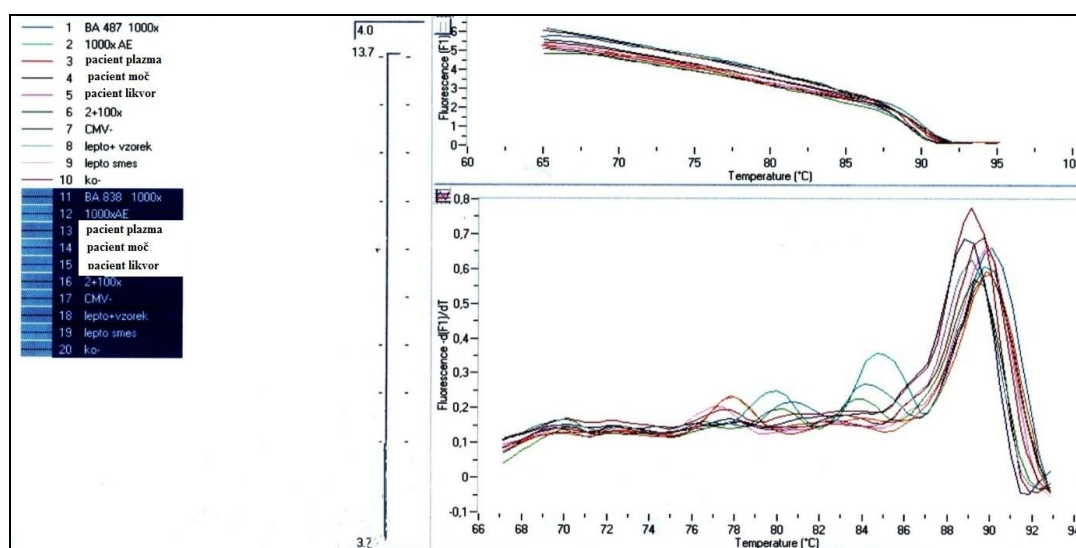 1 BA 487 1000x
2 1000x AE
3 pacient plazma
4 pacient moč
5 pacient likvor
6 2+100x
7 CMV-
8 lepto+ vzorek
9 lepto smes
10 ko-
11 BA 838 1000x
12 1000xAE
13 pacient plazma
14 pacient moč
15 pacient likvor
16 2+100x
17 CMV-
18 lepto+vzorek
19 lepto smes
20 ko-
4.0
13.7
3.7
Fluorescence (F1)
6
5
4
3
2
1
0
60 65 70 75 80 85 90 95 10
Temperature (°C)
Fluorescence -d(F1)/dT
0,8
0,7
0,6
0,5
0,4
0,3
0,2
0,1
0
-0,1
66 68 70 72 74 76 78 80 82 84 86 88 90 92 94
Temperature (°C)